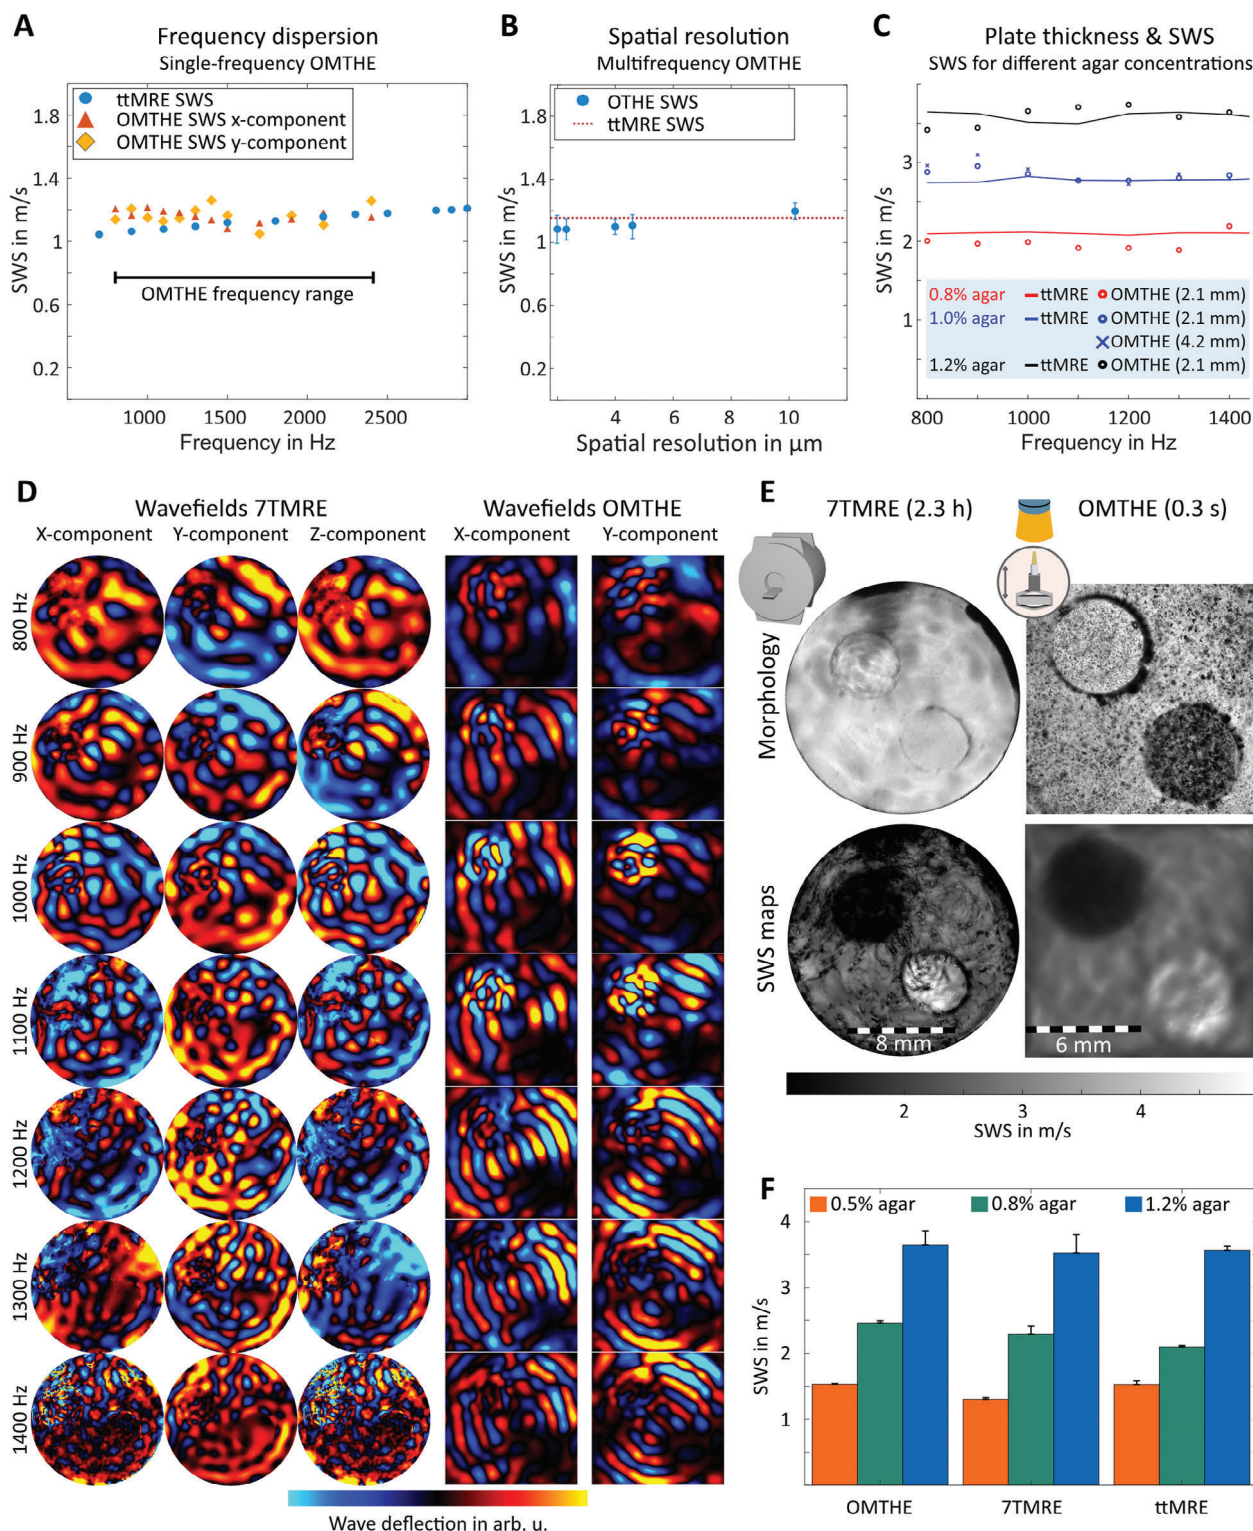 A
Frequency dispersion
Single-frequency OMTHE
ttMRE SWS
OMTHE SWS x-component
OMTHE SWS y-component
1.8
1.4
1
0.6
0.2
SWS in m/s
OMTHE frequency range
1000 1500 2000 2500
Frequency in Hz
B
Spatial resolution
Multifrequency OMTHE
OTHE SWS
ttMRE SWS
1.8
1.4
1
0.6
0.2
SWS in m/s
4 6 8 10
Spatial resolution in µm
C
Plate thickness & SWS
SWS for different agar concentrations
3
2
1
SWS in m/s
0.8% agar ttMRE OMTHE (2.1 mm)
1.0% agar ttMRE OMTHE (2.1 mm)
OMTHE (4.2 mm)
1.2% agar ttMRE OMTHE (2.1 mm)
800 1000 1200 1400
Frequency in Hz
D
Wavefields 7TMRE
Wavefields OMTHE
X-component Y-component Z-component
X-component Y-component
800 Hz
900 Hz
1000 Hz
1100 Hz
1200 Hz
1300 Hz
1400 Hz
Wave deflection in arb. u.
E
7TMRE (2.3 h)
OMTHE (0.3 s)
Morphology
SWS maps
8 mm
6 mm
2 3 4
SWS in m/s
F
0.5% agar 0.8% agar 1.2% agar
4
3
2
1
SWS in m/s
OMTHE 7TMRE ttMRE